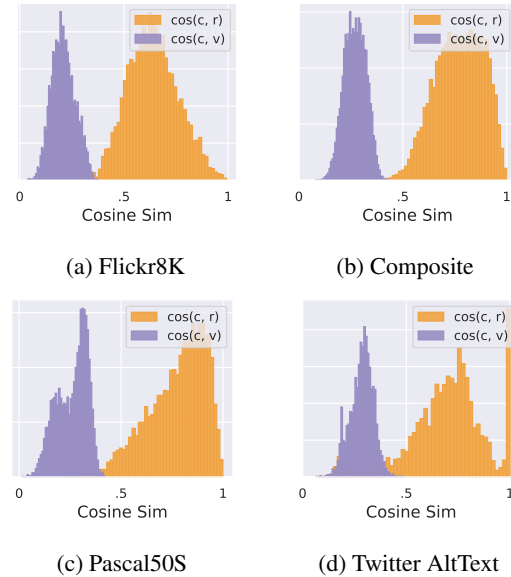 cos(c, r)
cos(c, v)
0 .5 1
Cosine Sim
(a) Flickr8K
cos(c, r)
cos(c, v)
0 .5 1
Cosine Sim
(b) Composite
cos(c, r)
cos(c, v)
0 .5 1
Cosine Sim
(c) Pascal50S
cos(c, r)
cos(c, v)
0 .5 1
Cosine Sim
(d) Twitter AltText